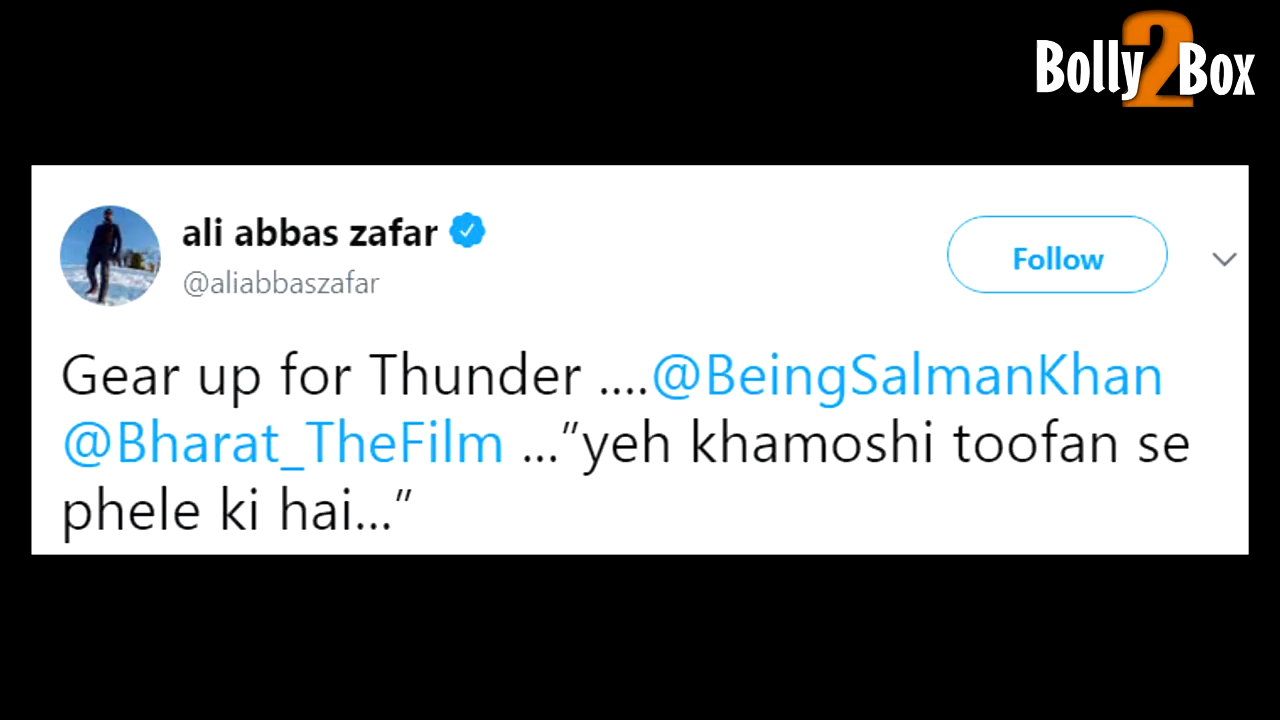 Bolly2Box
ali abbas zafar
@aliabbaszafar
Follow
Gear up for Thunder ....@BeingSalmanKhan
@Bharat_TheFilm ...”yeh khamoshi toofan se
phele ki hai...”